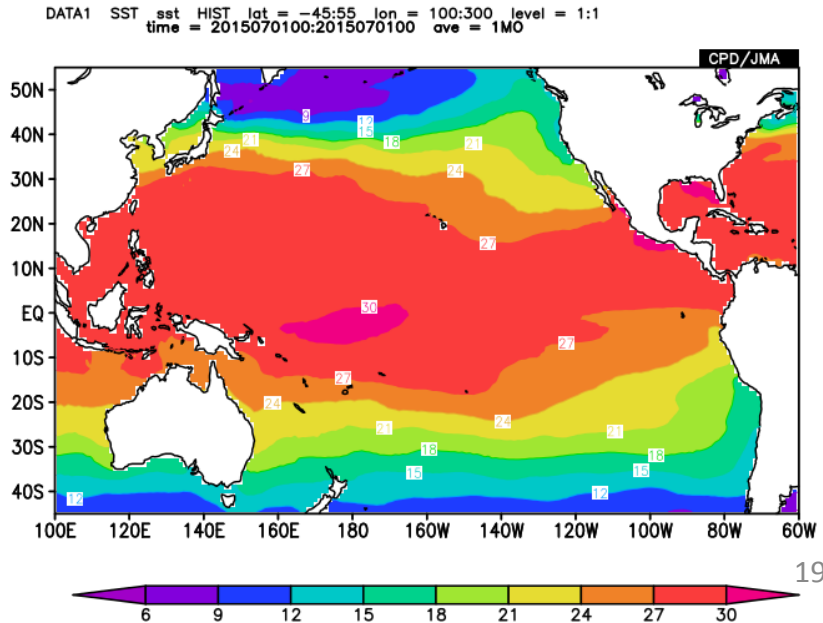 DATA1 SST sst HIST lat = -45:55 lon = 100:300 level = 1:1
time = 2015070100:2015070100 ave = 1MO
CPD/JMA
50N
40N
30N
20N
10N
EQ
10S
20S
30S
40S
9
12
15
18
21
21
24
24
27
27
30
27
27
24
24
21
21
18
18
15
15
12
12
100E 120E 140E 160E 180 160W 140W 120W 100W 80W 60W
19
6 9 12 15 18 21 24 27 30